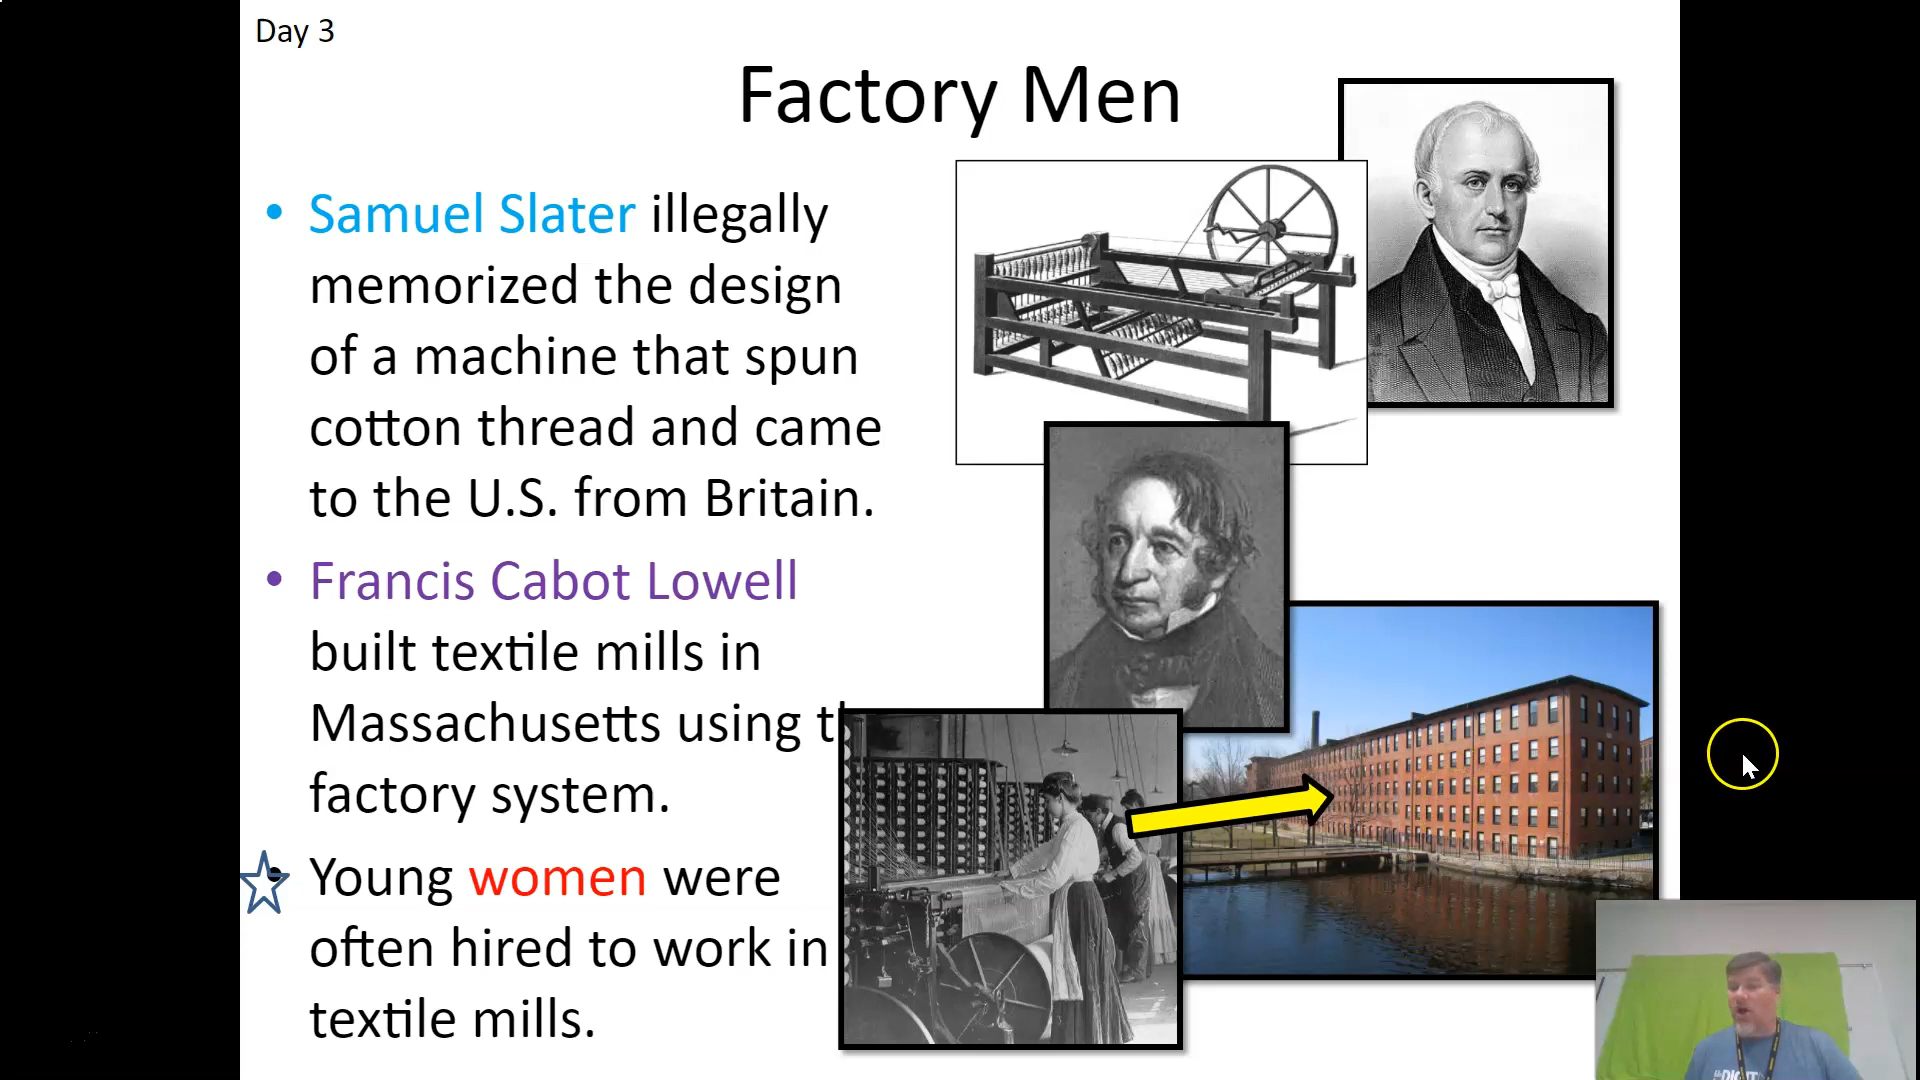 Day 3
Factory Men
• Samuel Slater illegally
memorized the design
of a machine that spun
cotton thread and came
to the U.S. from Britain.
• Francis Cabot Lowell
built textile mills in
Massachusetts using
factory system.
• Young women were
often hired to work in
textile mills.